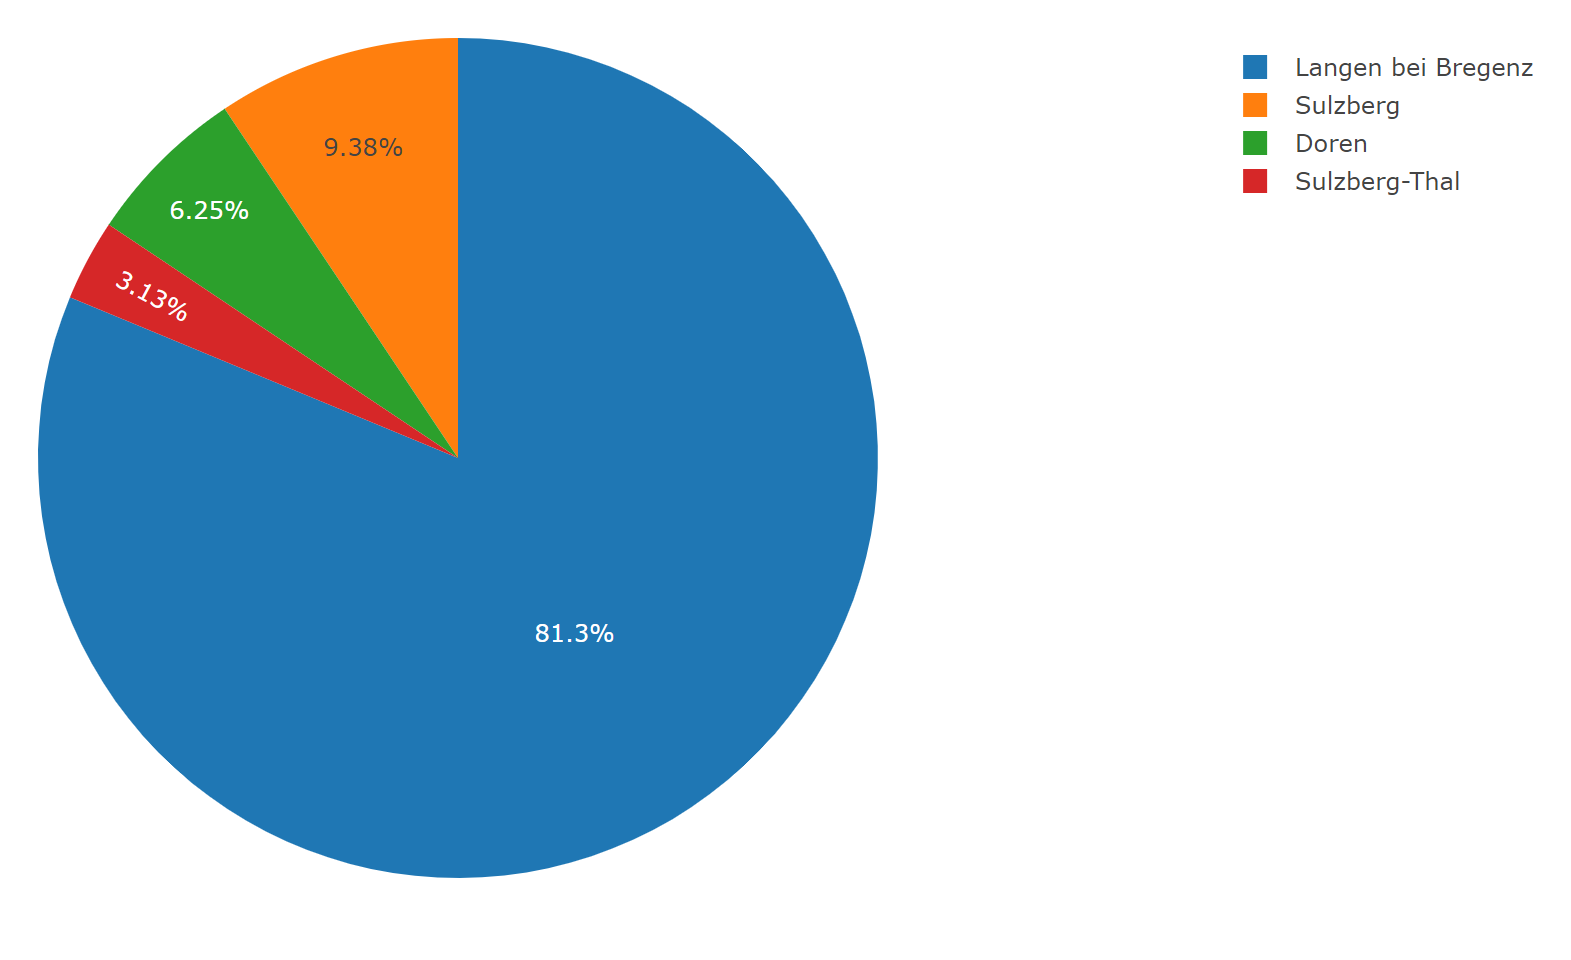 9.38%
6.25%
3.13%
81.3%
Langen bei Bregenz
Sulzberg
Doren
Sulzberg-Thal